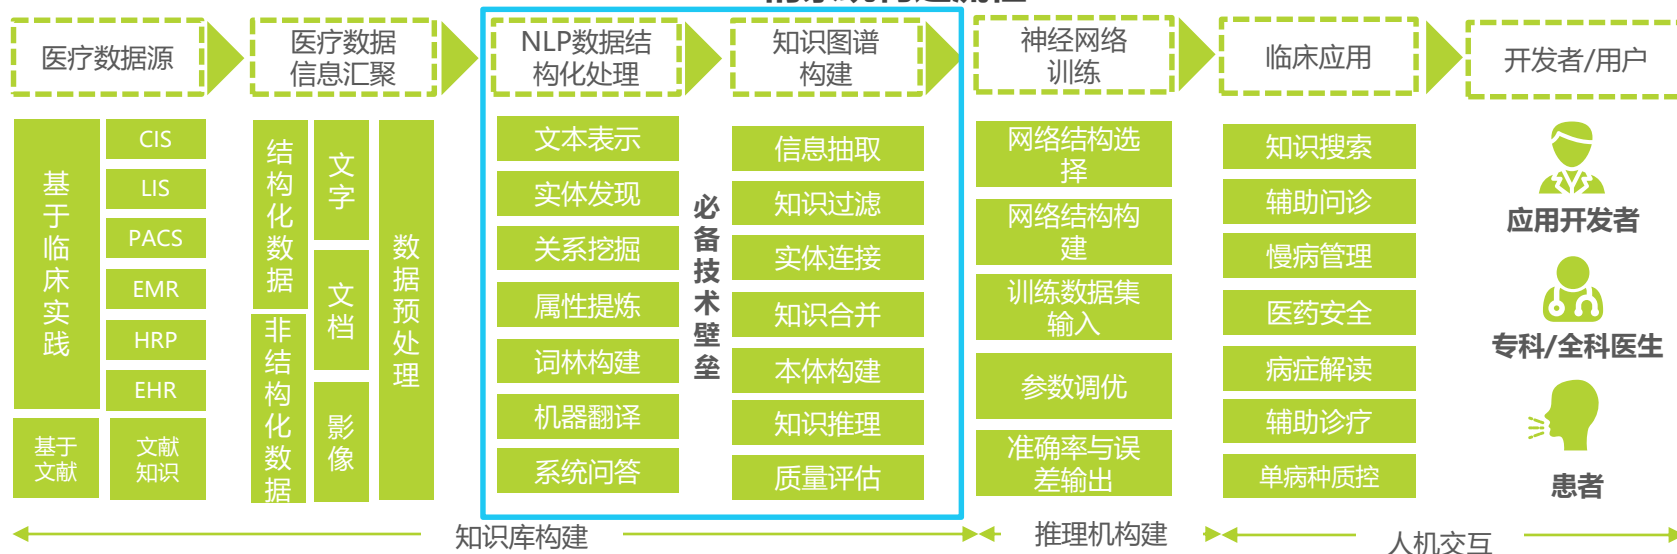 医疗数据源
医疗数据
信息汇聚
NLP数据结
构化处理
知识图谱
构建
神经网络
训练
临床应用
开发者/用户
基于临床实践
CIS
LIS
PACS
EMR
HRP
EHR
基于
文献
文献
知识
结构化数据
非结构化数据
文字
文档
影像
数据预处理
文本表示
实体发现
关系挖掘
属性提炼
词林构建
机器翻译
系统问答
必备技术壁垒
信息抽取
知识过滤
实体连接
知识合并
本体构建
知识推理
质量评估
网络结构选
择
网络结构构
建
训练数据集
输入
参数调优
准确率与误
差输出
知识搜索
辅助问诊
慢病管理
医药安全
病症解读
辅助诊疗
单病种质控
应用开发者
专科/全科医生
患者
知识库构建
推理机构建
人机交互